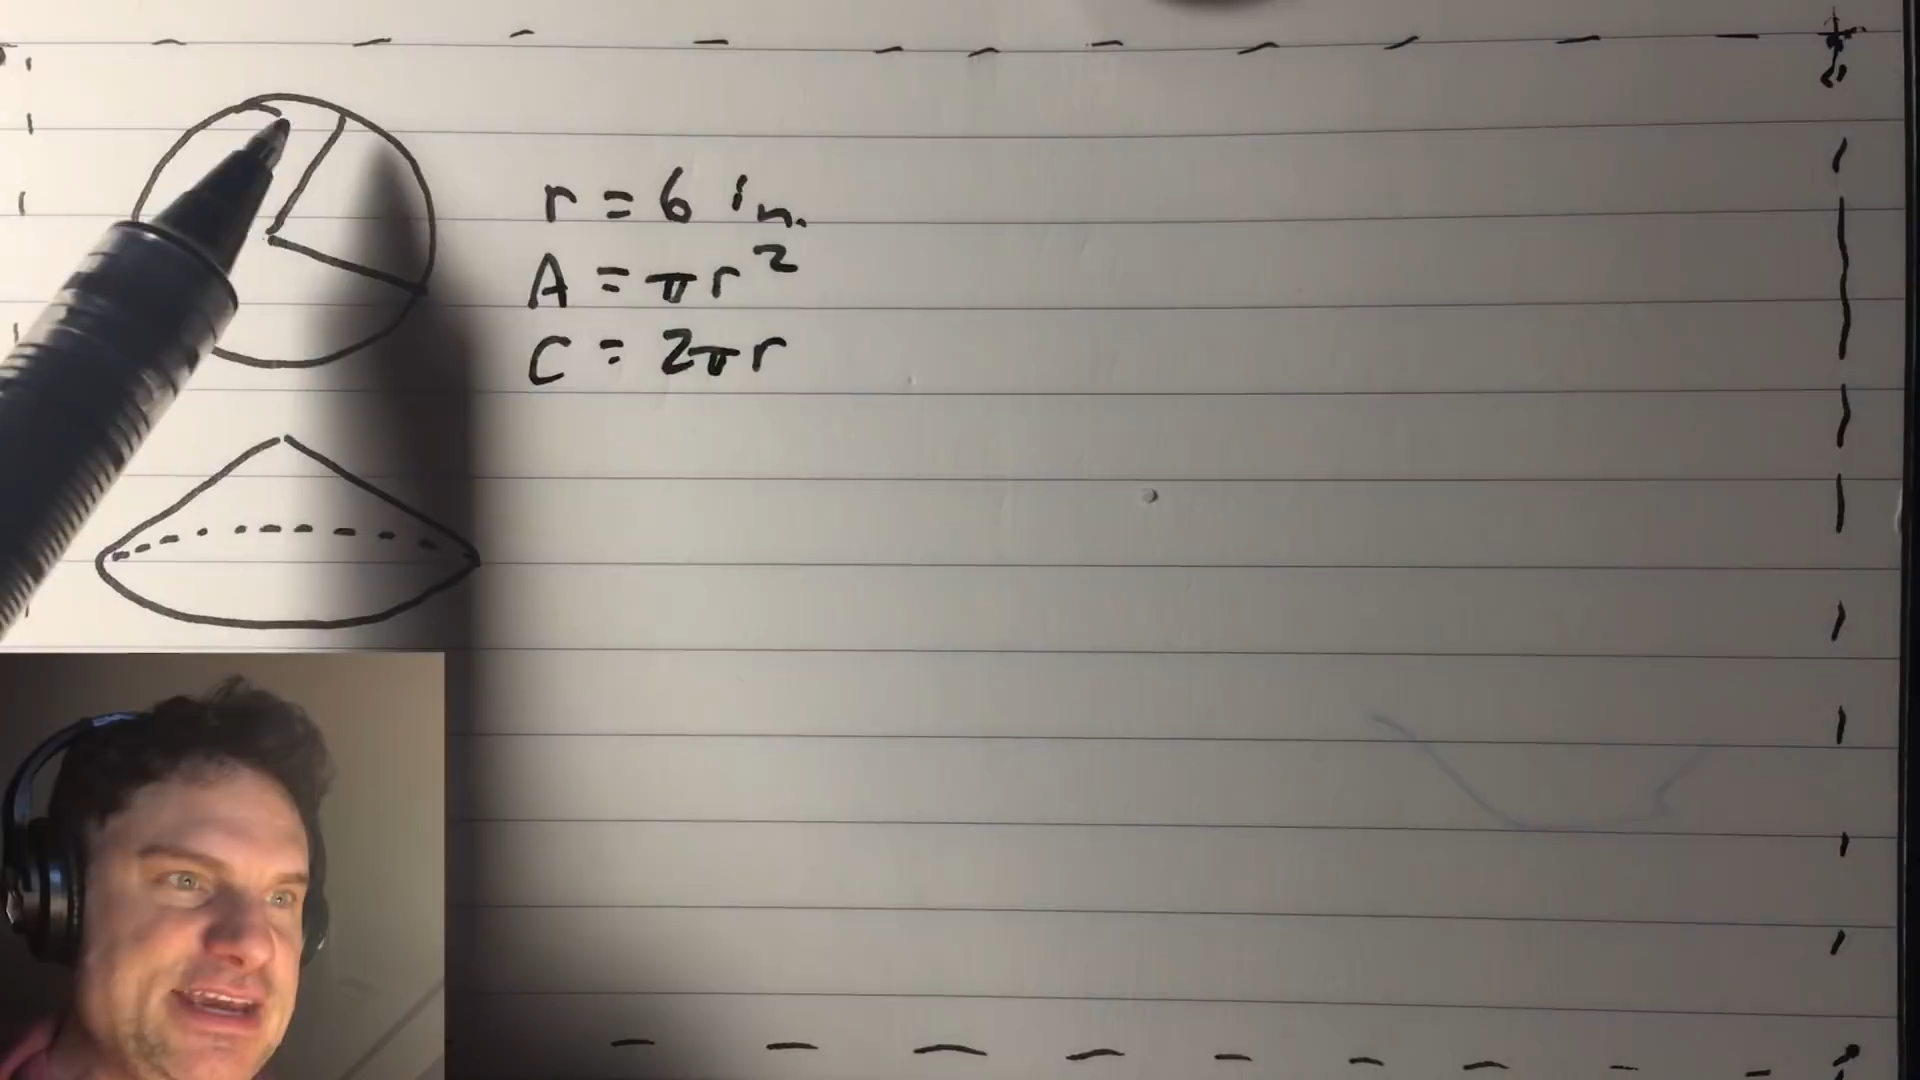 r = 6 in.
A = πr²
C = 2πr